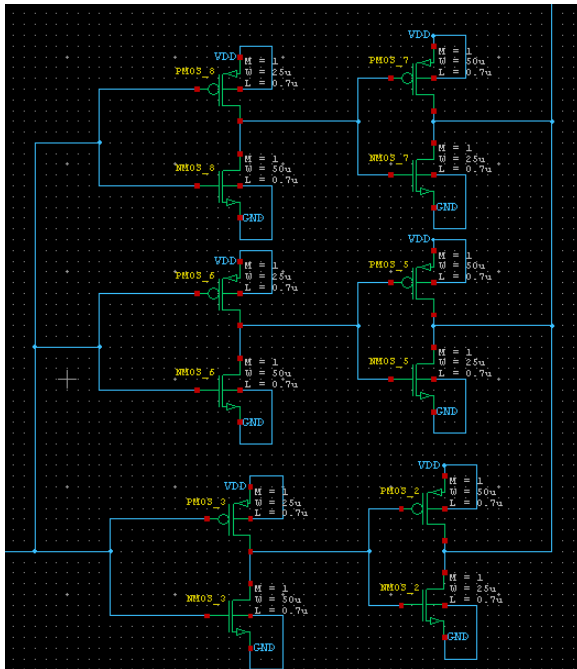 VDD
PMOS_8
M = 1
W = 25u
L = 0.7u
VDD
PMOS_7
M = 1
W = 50u
L = 0.7u
NMOS_8
M = 1
W = 50u
L = 0.7u
GND
NMOS_7
M = 1
W = 25u
L = 0.7u
GND
VDD
PMOS_6
M = 1
W = 25u
L = 0.7u
VDD
PMOS_5
M = 1
W = 50u
L = 0.7u
NMOS_6
M = 1
W = 50u
L = 0.7u
GND
NMOS_5
M = 1
W = 25u
L = 0.7u
GND
VDD
PMOS_3
M = 1
W = 25u
L = 0.7u
VDD
PMOS_2
M = 1
W = 50u
L = 0.7u
NMOS_3
M = 1
W = 50u
L = 0.7u
GND
NMOS_2
M = 1
W = 25u
L = 0.7u
GND